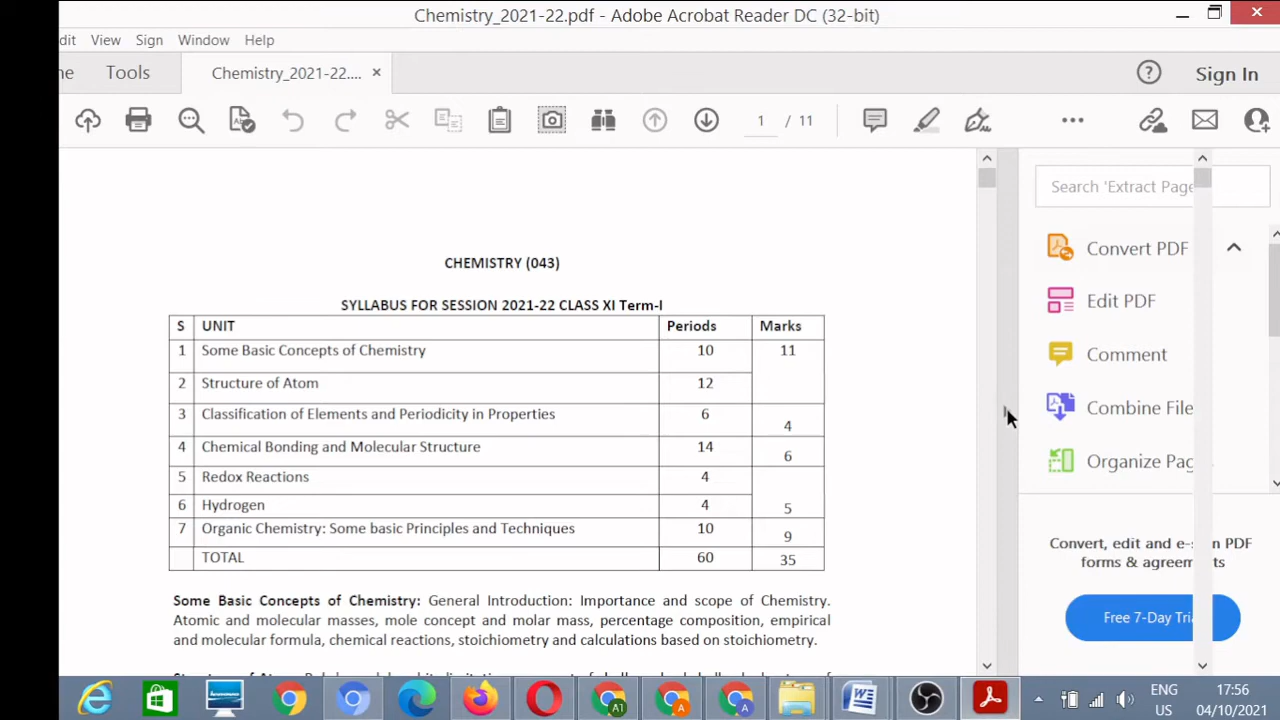 Chemistry_2021-22.pdf - Adobe Acrobat Reader DC (32-bit)
dit View Sign Window Help
me Tools Chemistry_2021-22.... × Sign In
1 / 11
Search 'Extract Page
Convert PDF
Edit PDF
Comment
Combine File
Organize Pag
Convert, edit and e-sign PDF
forms & agreements
Free 7-Day Tria
CHEMISTRY (043)
SYLLABUS FOR SESSION 2021-22 CLASS XI Term-I
S UNIT Periods Marks
1 Some Basic Concepts of Chemistry 10 11
2 Structure of Atom 12
3 Classification of Elements and Periodicity in Properties 6 4
4 Chemical Bonding and Molecular Structure 14 6
5 Redox Reactions 4
6 Hydrogen 4 5
7 Organic Chemistry: Some basic Principles and Techniques 10 9
TOTAL 60 35
Some Basic Concepts of Chemistry: General Introduction: Importance and scope of Chemistry.
Atomic and molecular masses, mole concept and molar mass, percentage composition, empirical
and molecular formula, chemical reactions, stoichiometry and calculations based on stoichiometry.
ENG 17:56
US 04/10/2021